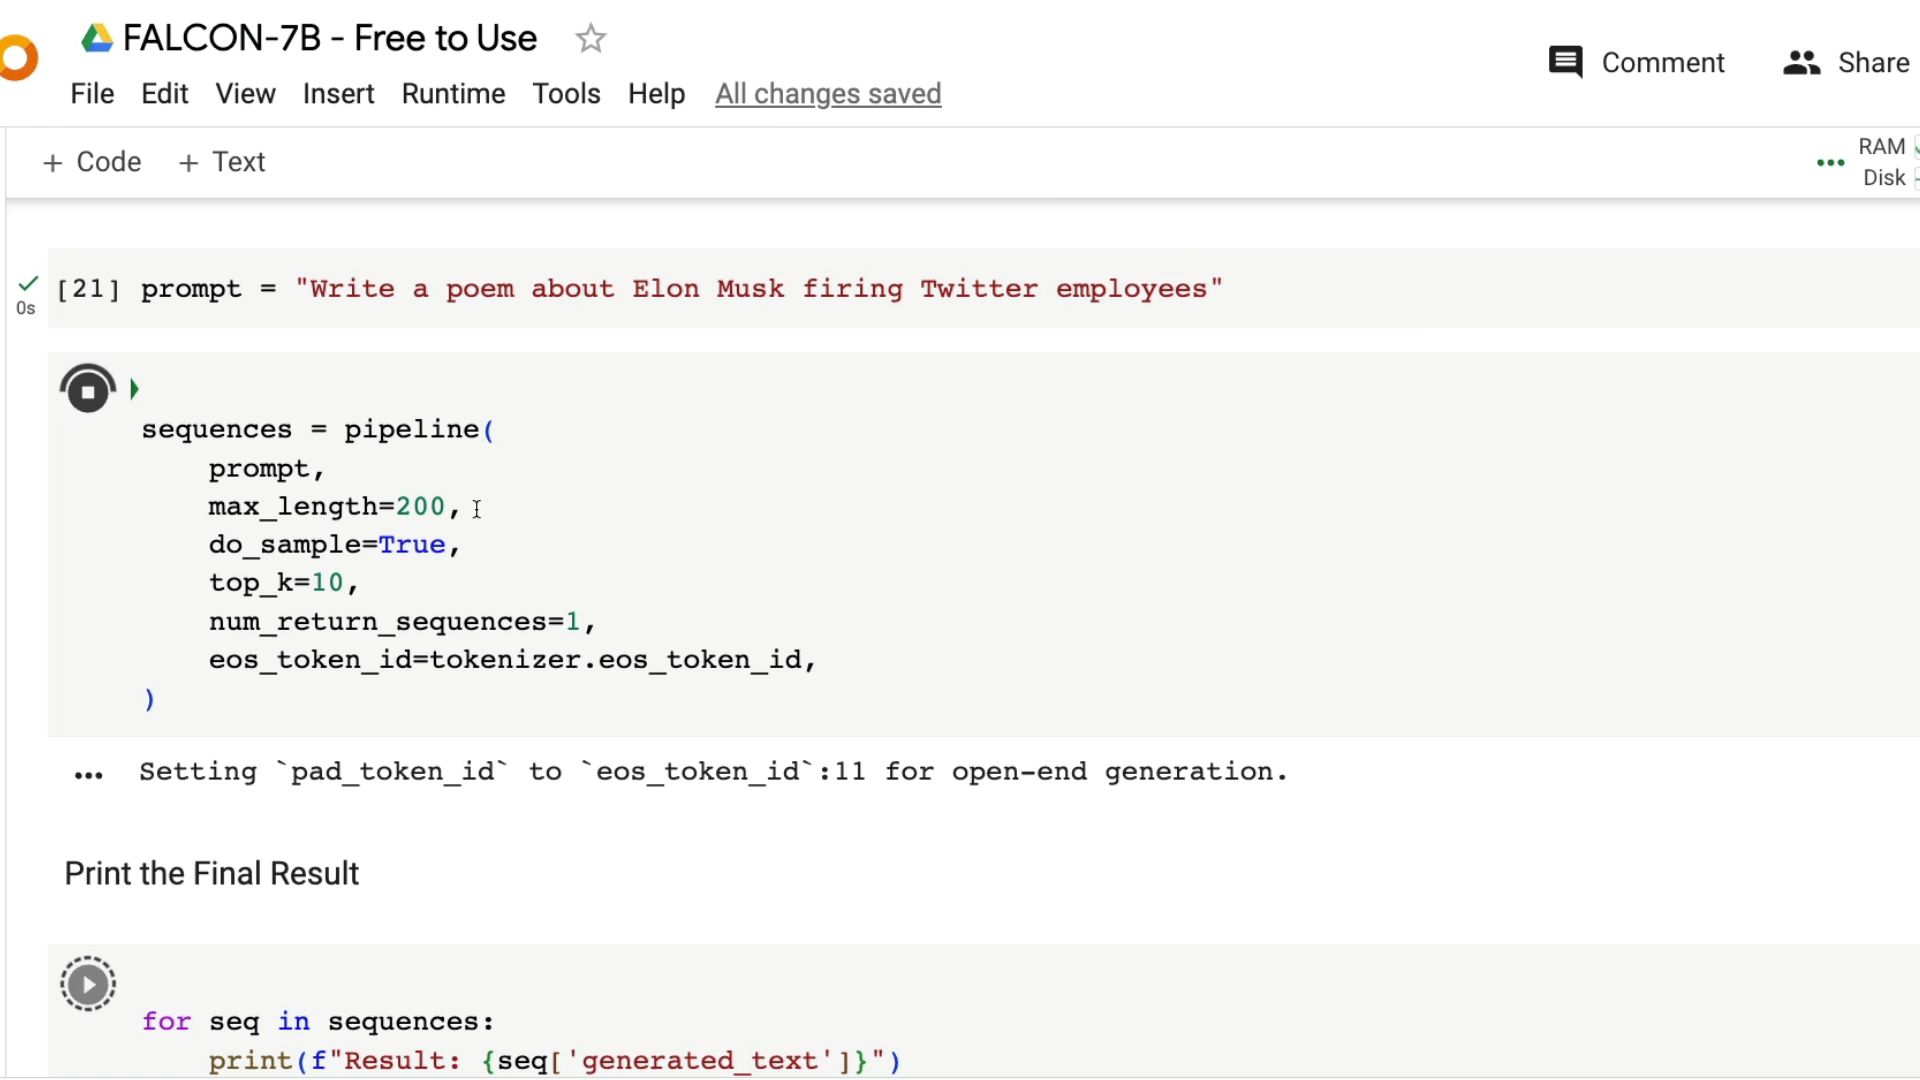 FALCON-7B - Free to Use
Comment
Share
File Edit View Insert Runtime Tools Help All changes saved
+ Code + Text
RAM
Disk
[21] prompt = "Write a poem about Elon Musk firing Twitter employees"
0s
sequences = pipeline(
prompt,
max_length=200,
do_sample=True,
top_k=10,
num_return_sequences=1,
eos_token_id=tokenizer.eos_token_id,
)
... Setting `pad_token_id` to `eos_token_id`:11 for open-end generation.
Print the Final Result
for seq in sequences:
print(f"Result: {seq['generated_text']}")